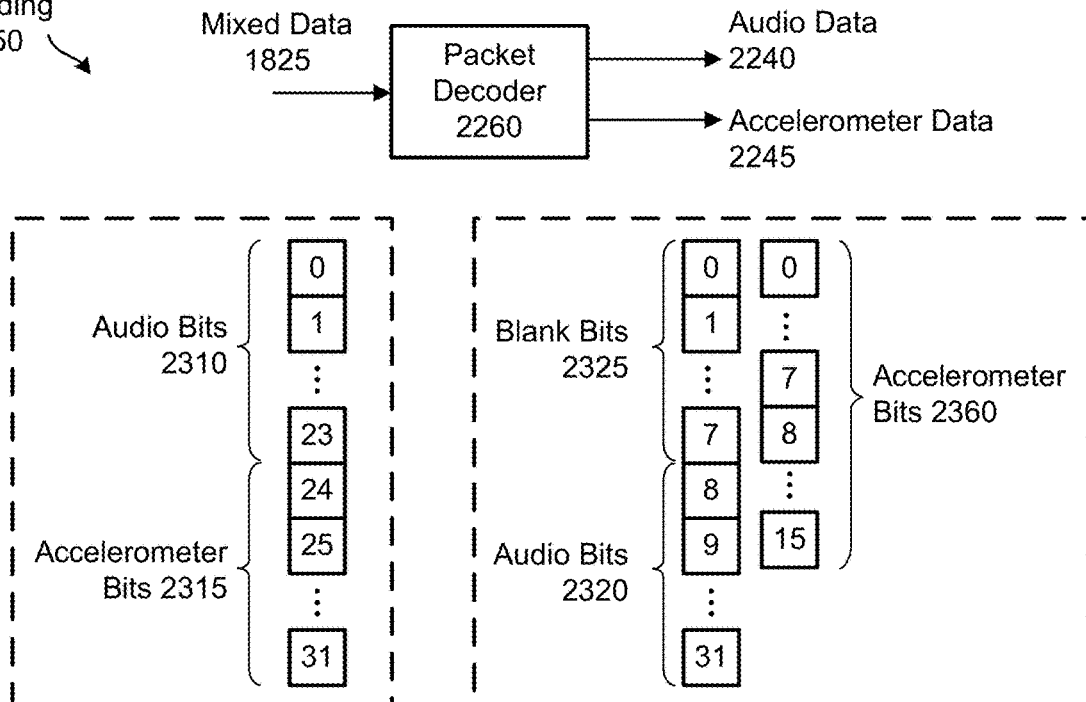 Mixed Data
1825
Packet
Decoder
2260
Audio Data
2240
Accelerometer Data
2245
Audio Bits
2310
Accelerometer
Bits 2315
0
1
⋮
23
24
25
⋮
31
Blank Bits
2325
Audio Bits
2320
0
1
⋮
7
8
9
⋮
31
0
⋮
7
8
⋮
15
Accelerometer
Bits 2360